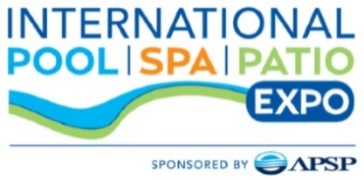 INTERNATIONAL
POOL | SPA | PATIO
EXPO
SPONSORED BY APSP